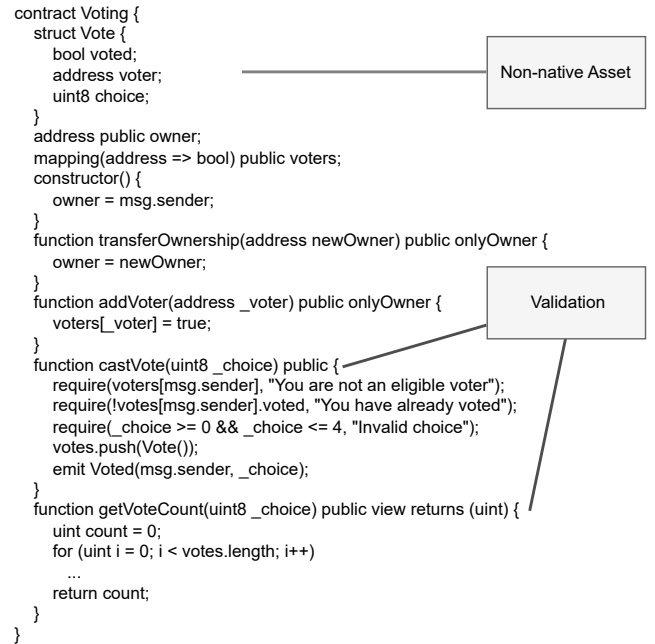 contract Voting {
struct Vote {
bool voted;
address voter;
uint8 choice;
}
address public owner;
mapping(address => bool) public voters;
constructor() {
owner = msg.sender;
}
function transferOwnership(address newOwner) public onlyOwner {
owner = newOwner;
}
function addVoter(address _voter) public onlyOwner {
voters[_voter] = true;
}
function castVote(uint8 _choice) public {
require(voters[msg.sender], "You are not an eligible voter");
require(!votes[msg.sender].voted, "You have already voted");
require(_choice >= 0 && _choice <= 4, "Invalid choice");
votes.push(Vote());
emit Voted(msg.sender, _choice);
}
function getVoteCount(uint8 _choice) public view returns (uint) {
uint count = 0;
for (uint i = 0; i < votes.length; i++)
...
return count;
}
}
Non-native Asset
Validation